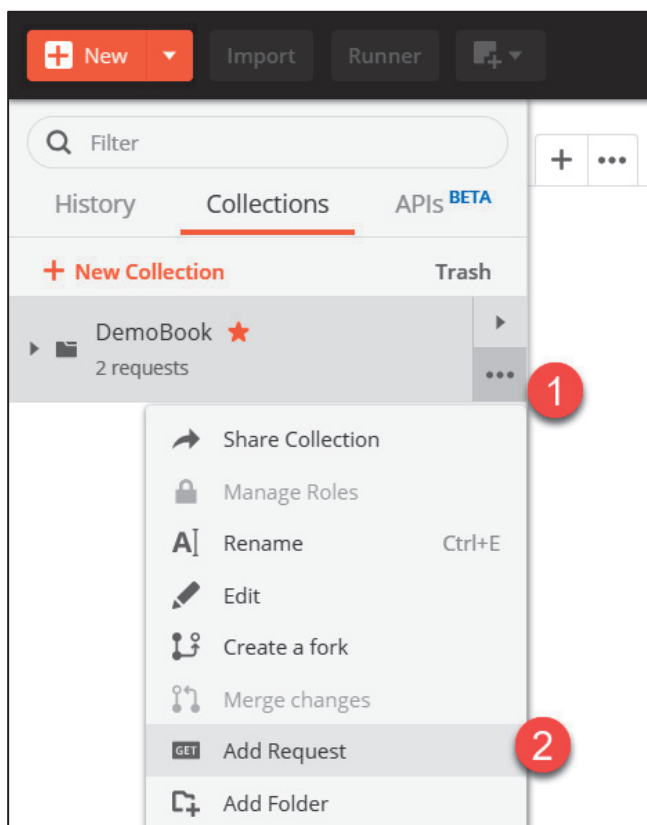 New Import Runner
Filter
History Collections APIs BETA
+ New Collection Trash
DemoBook
2 requests
1
Share Collection
Manage Roles
Rename Ctrl+E
Edit
Create a fork
Merge changes
GET Add Request 2
Add Folder